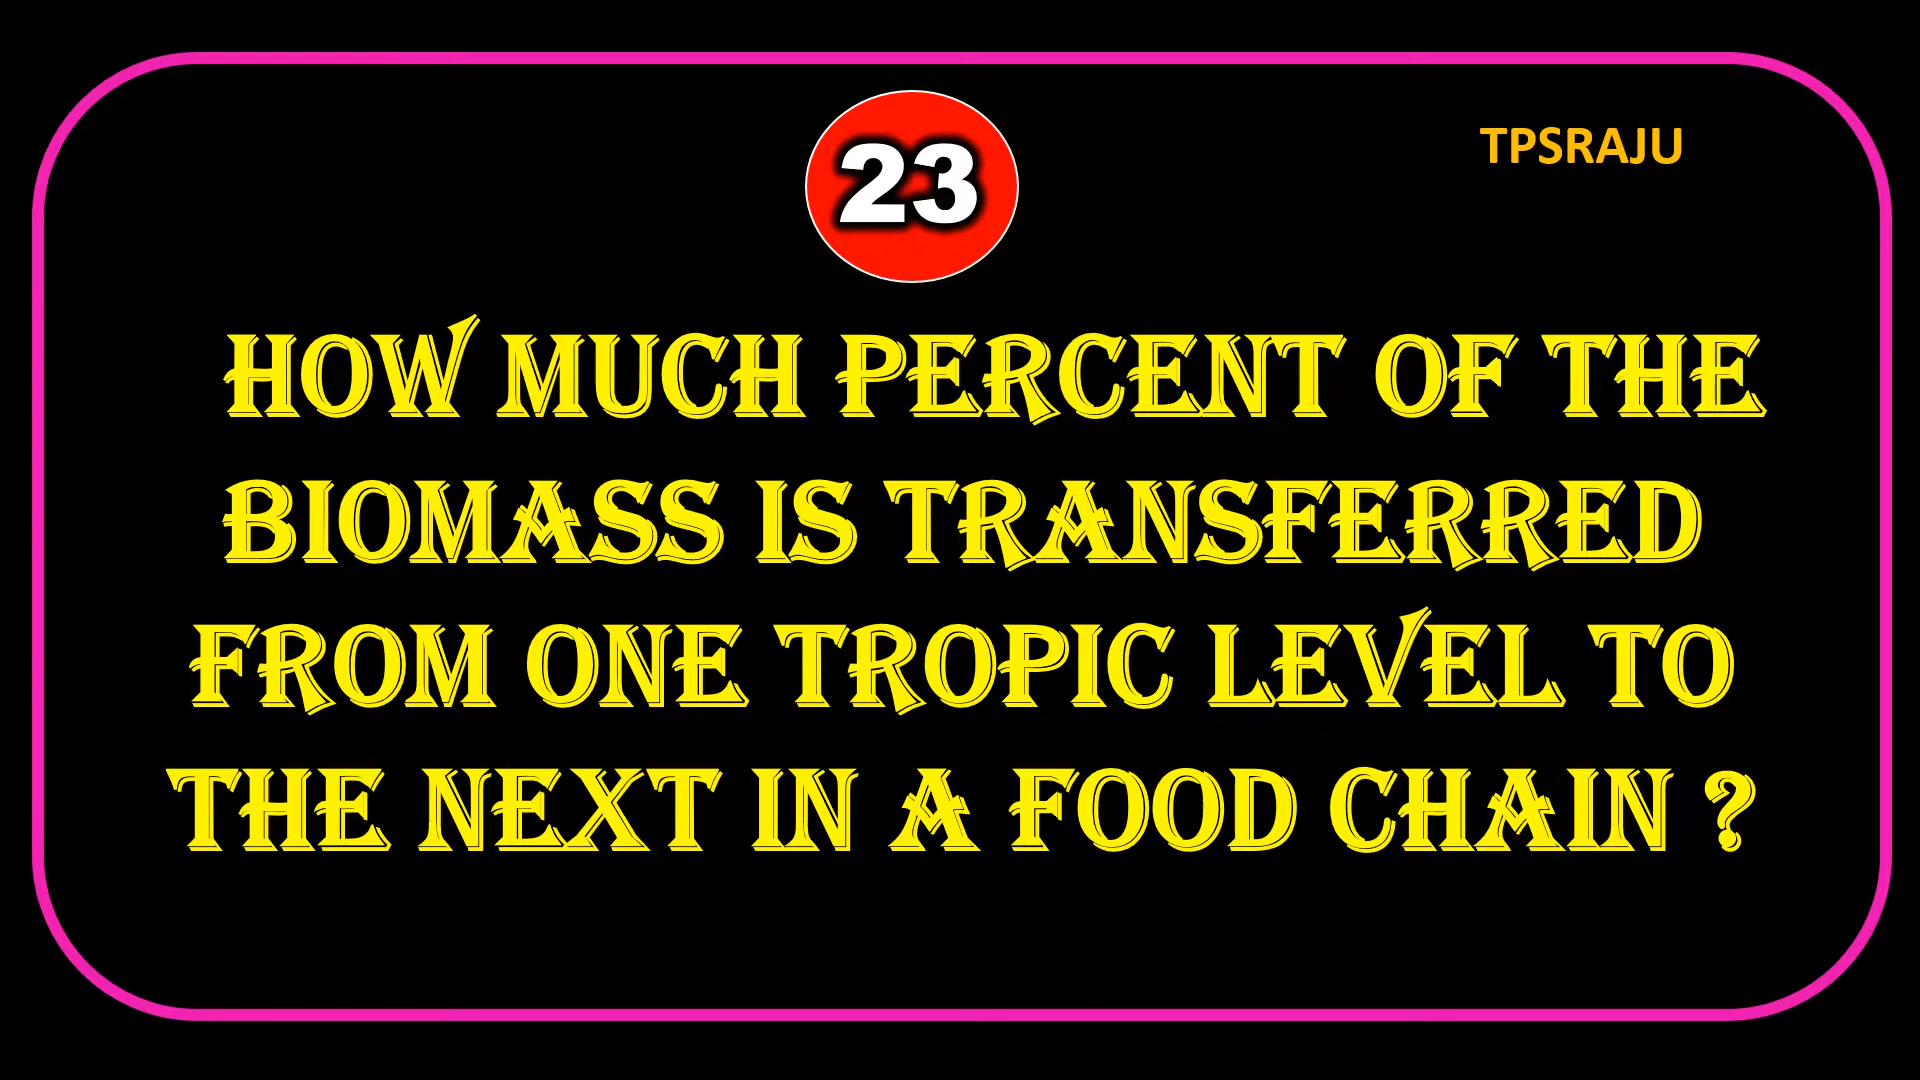 23
TPSRAJU
HOW MUCH PERCENT OF THE
BIOMASS IS TRANSFERRED
FROM ONE TROPIC LEVEL TO
THE NEXT IN A FOOD CHAIN ?